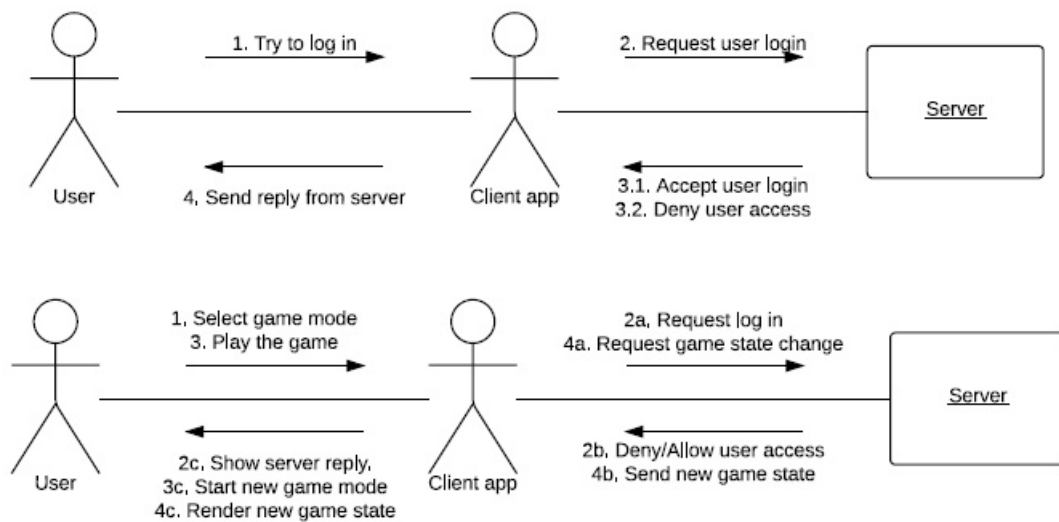 1. Try to log in
2. Request user login
Server
User
4, Send reply from server
Client app
3.1. Accept user login
3.2. Deny user access
1, Select game mode
3. Play the game
2a, Request log in
4a. Request game state change
Server
User
2c, Show server reply,
3c, Start new game mode
4c. Render new game state
Client app
2b, Deny/Allow user access
4b, Send new game state